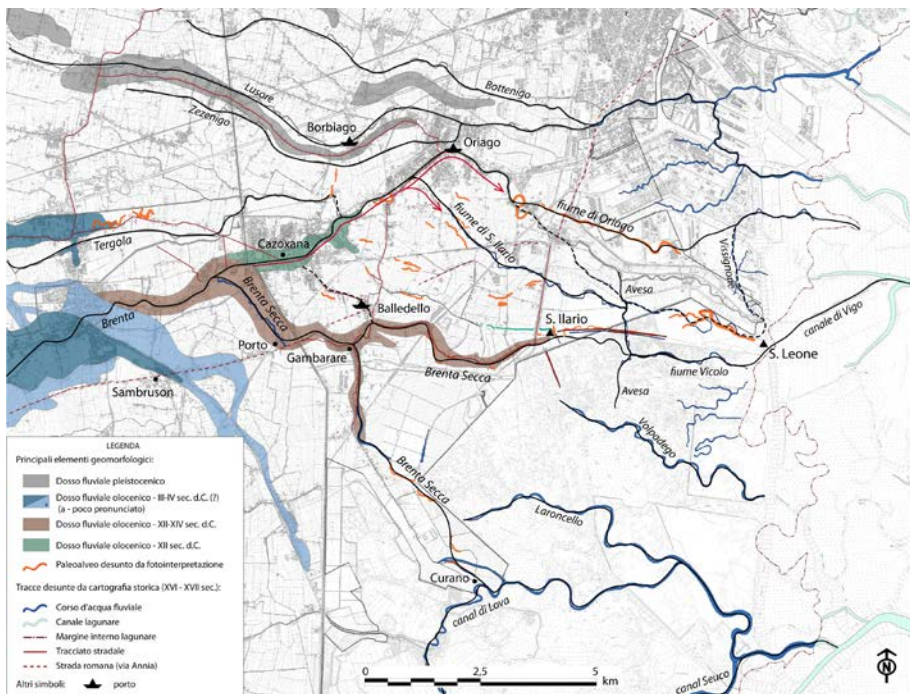 Bottenigo
Lusore
Zezenigo
Borbiago
Oriago
fiume di Oriago
Tergola
Cazoxana
fiume di S. Ilario
Vissignone
Avesa
Brenta
Brenta Secca
Balledello
S. Ilario
canale di Vigo
Porto
Gambarare
S. Leone
Brenta Secca
fiume Vicolo
Sambruson
Avesa
Volpadego
Brenta Secca
Laroncello
Curano
canal di Lova
canal Seuco
LEGENDA
Principali elementi geomorfologici:
Dosso fluviale pleistocenico
Dosso fluviale olocenico - III-IV sec. d.C. (?)
(a - poco pronunciato)
Dosso fluviale olocenico - XII-XIV sec. d.C.
Dosso fluviale olocenico - XII sec. d.C.
Paleoalveo desunto da fotointerpretazione
Tracce desunte da cartografia storica (XVI - XVII sec.):
Corso d'acqua fluviale
Canale lagunare
Margine interno lagunare
Tracciato stradale
Strada romana (via Annia)
Altri simboli: porto
0 2,5 5
km
N